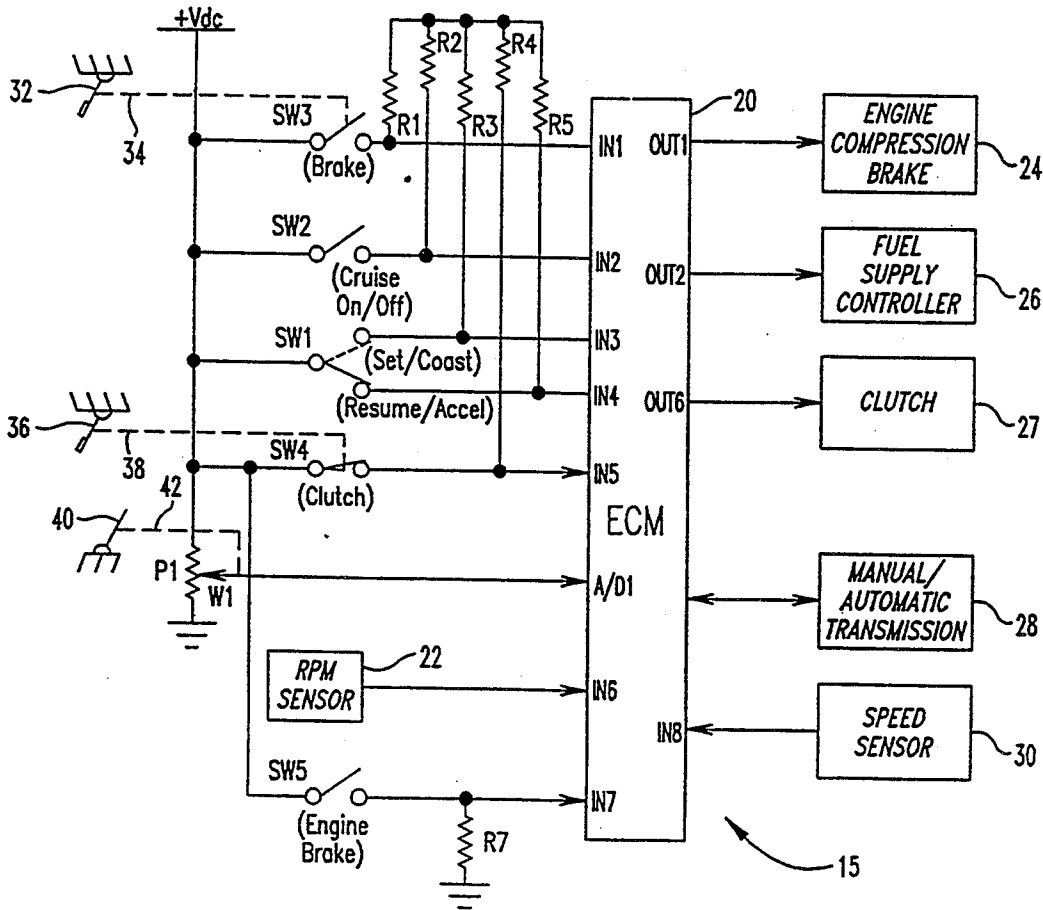 +Vdc
R2
R4
32
SW3
R1
R3
R5
20
34
(Brake)
IN1
OUT1
ENGINE
COMPRESSION
BRAKE
24
SW2
(Cruise
On/Off)
IN2
OUT2
FUEL
SUPPLY
CONTROLLER
26
SW1
(Set/Coast)
IN3
(Resume/Accel)
IN4
OUT6
CLUTCH
27
36
38
SW4
(Clutch)
IN5
ECM
40
42
P1
W1
A/D1
MANUAL/
AUTOMATIC
TRANSMISSION
28
RPM
SENSOR
22
IN6
IN8
SPEED
SENSOR
30
SW5
(Engine
Brake)
IN7
R7
15